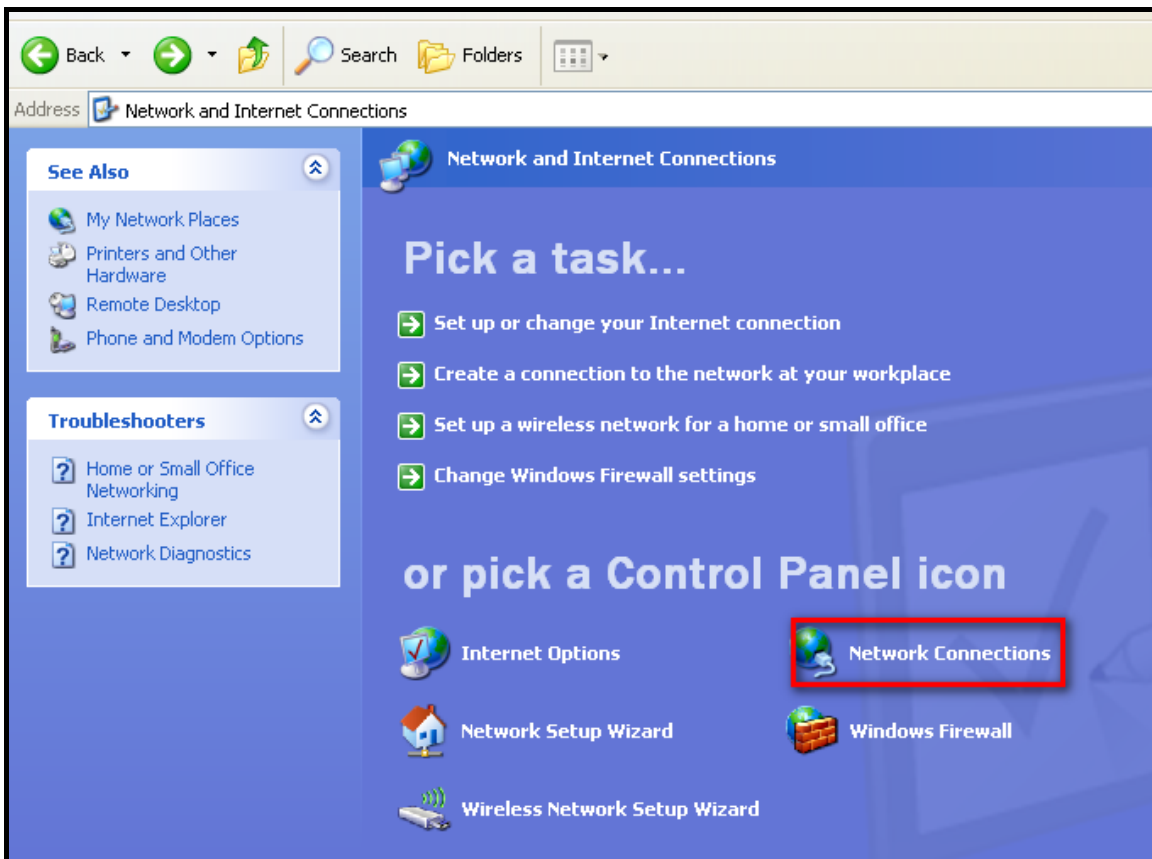 Back
Search
Folders
Address
Network and Internet Connections
See Also
My Network Places
Printers and Other
Hardware
Remote Desktop
Phone and Modem Options
Troubleshooters
Home or Small Office
Networking
Internet Explorer
Network Diagnostics
Network and Internet Connections
Pick a task...
Set up or change your Internet connection
Create a connection to the network at your workplace
Set up a wireless network for a home or small office
Change Windows Firewall settings
or pick a Control Panel icon
Internet Options
Network Connections
Network Setup Wizard
Windows Firewall
Wireless Network Setup Wizard